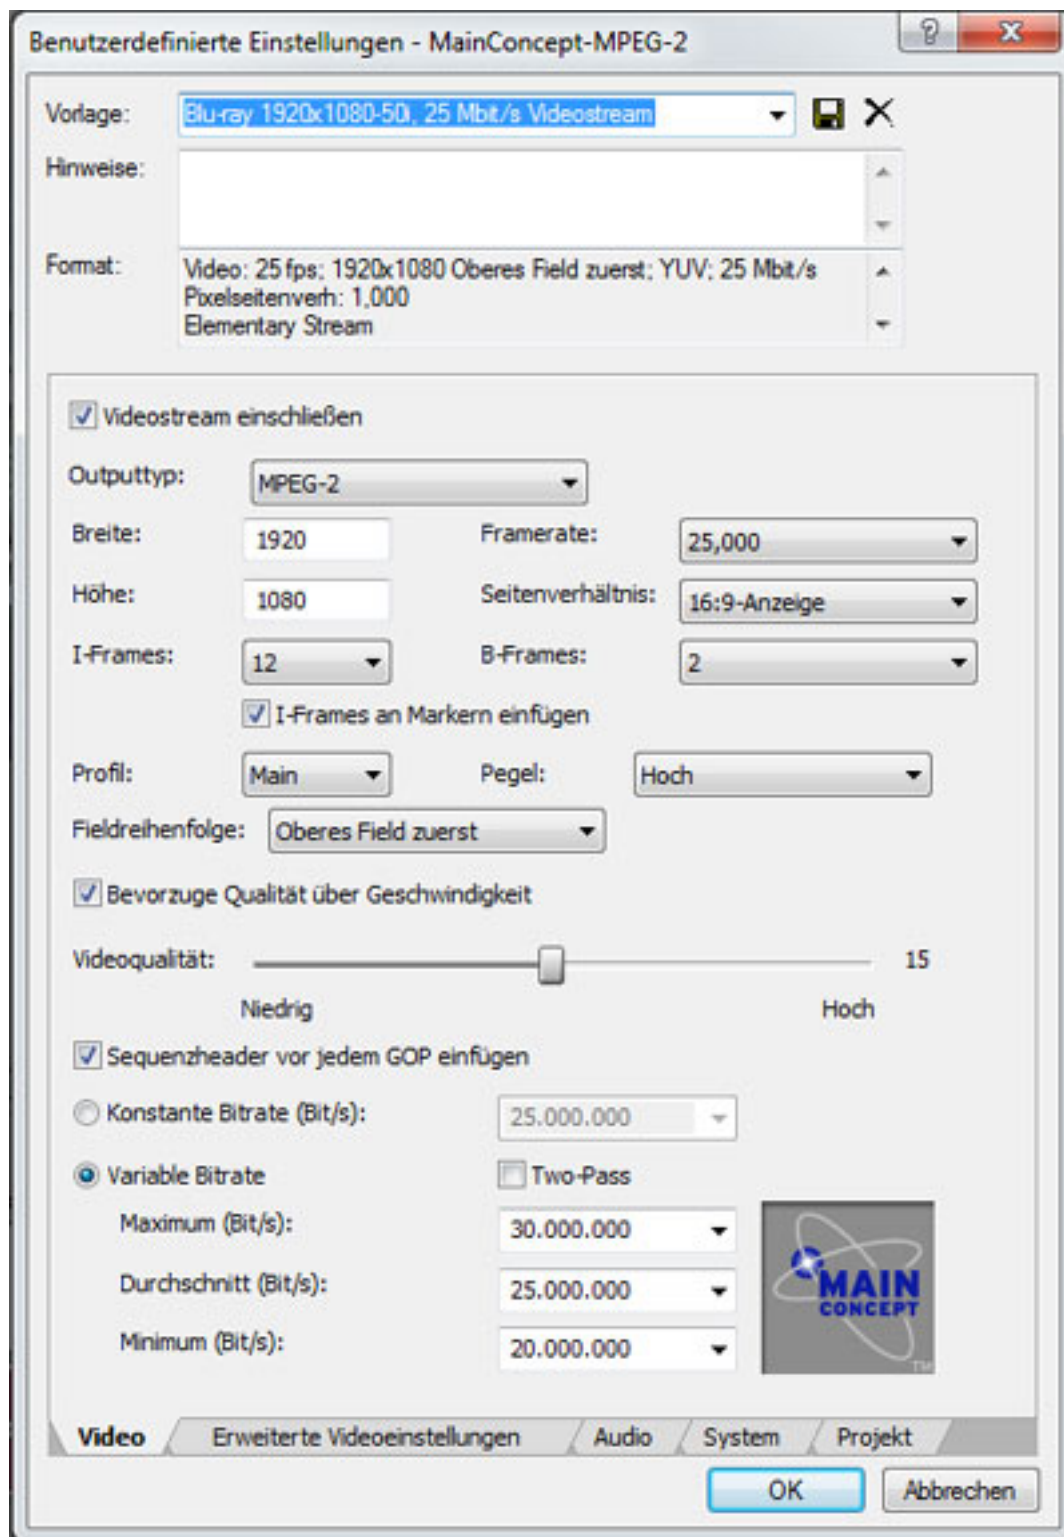 Benutzerdefinierte Einstellungen - MainConcept-MPEG-2
Vorlage: Blu-ray 1920x1080-50i, 25 Mbit/s Videostream
Hinweise:
Format: Video: 25 fps; 1920x1080 Oberes Field zuerst; YUV; 25 Mbit/s
Pixelseitenverh: 1,000
Elementary Stream
Videostream einschließen
Outputtyp: MPEG-2
Breite: 1920 Framerate: 25,000
Höhe: 1080 Seitenverhältnis: 16:9-Anzeige
I-Frames: 12 B-Frames: 2
I-Frames an Markern einfügen
Profil: Main Pegel: Hoch
Fieldreihenfolge: Oberes Field zuerst
Bevorzuge Qualität über Geschwindigkeit
Videoqualität: 15
Niedrig Hoch
Sequenzheader vor jedem GOP einfügen
Konstante Bitrate (Bit/s): 25.000.000
Variable Bitrate Two-Pass
Maximum (Bit/s): 30.000.000
Durchschnitt (Bit/s): 25.000.000
Minimum (Bit/s): 20.000.000
MAIN
CONCEPT
TM
Video Erweiterte Videoeinstellungen Audio System Projekt
OK Abbrechen